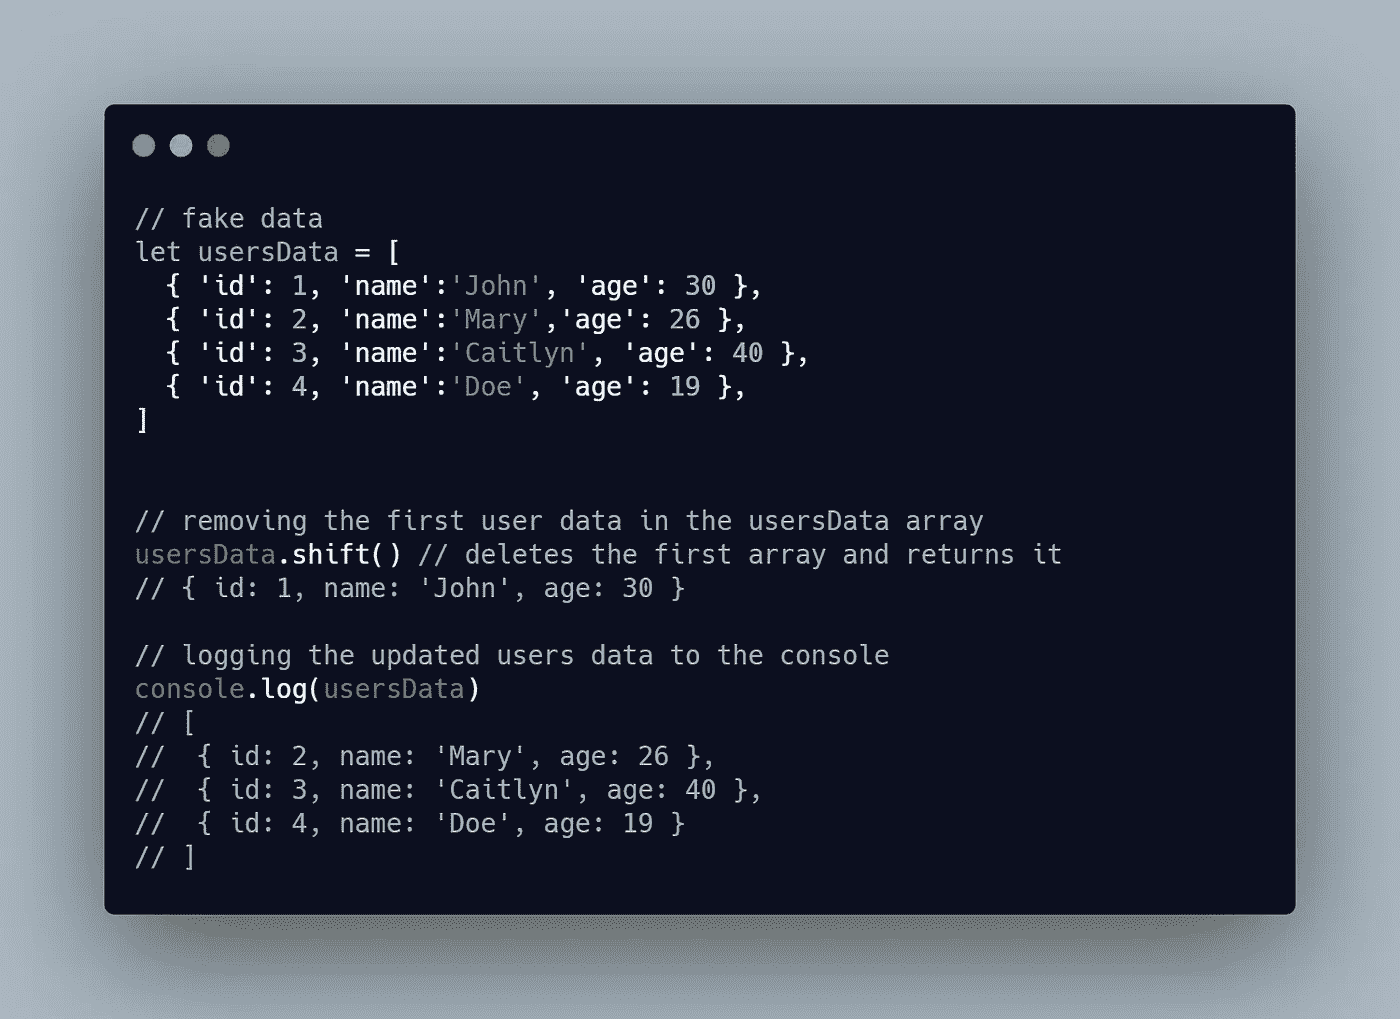 // fake data
let usersData = [
  { 'id': 1, 'name':'John', 'age': 30 },
  { 'id': 2, 'name':'Mary','age': 26 },
  { 'id': 3, 'name':'Caitlyn', 'age': 40 },
  { 'id': 4, 'name':'Doe', 'age': 19 },
]
// removing the first user data in the usersData array
usersData.shift() // deletes the first array and returns it
// { id: 1, name: 'John', age: 30 }
// logging the updated users data to the console
console.log(usersData)
// [
//  { id: 2, name: 'Mary', age: 26 },
//  { id: 3, name: 'Caitlyn', age: 40 },
//  { id: 4, name: 'Doe', age: 19 }
// ]